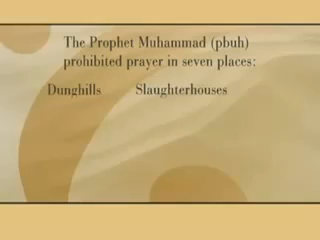 The Prophet Muhammad (pbuh)
prohibited prayer in seven places:
Dunghills Slaughterhouses